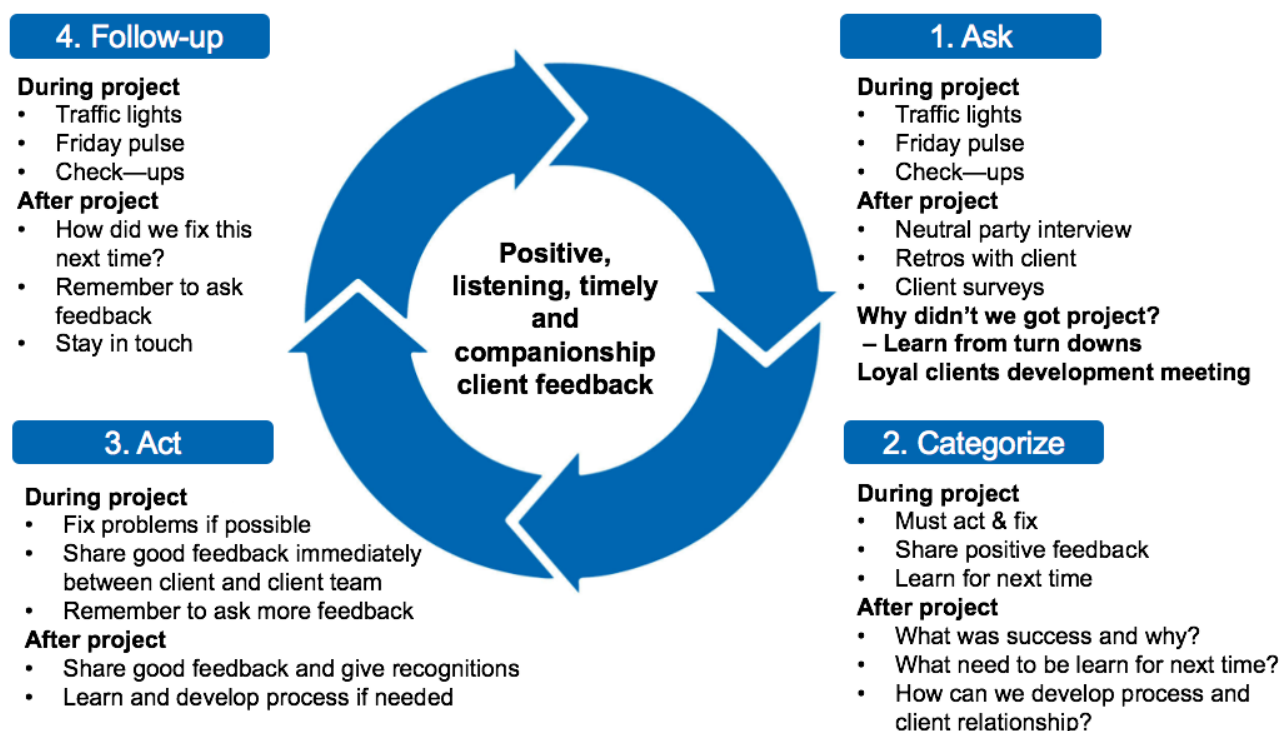 4. Follow-up
During project
• Traffic lights
• Friday pulse
• Check—ups
After project
• How did we fix this
next time?
• Remember to ask
feedback
• Stay in touch
1. Ask
During project
• Traffic lights
• Friday pulse
• Check—ups
After project
• Neutral party interview
• Retros with client
• Client surveys
Why didn't we got project?
– Learn from turn downs
Loyal clients development meeting
Positive,
listening, timely
and
companionship
client feedback
3. Act
During project
• Fix problems if possible
• Share good feedback immediately
between client and client team
• Remember to ask more feedback
After project
• Share good feedback and give recognitions
• Learn and develop process if needed
2. Categorize
During project
• Must act & fix
• Share positive feedback
• Learn for next time
After project
• What was success and why?
• What need to be learn for next time?
• How can we develop process and
client relationship?